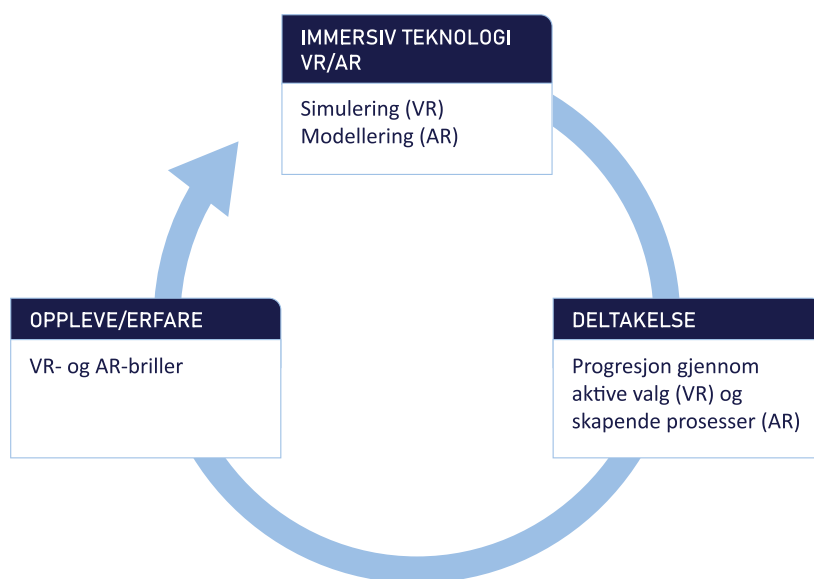 IMMERSIV TEKNOLOGI
VR/AR
Simulering (VR)
Modellering (AR)
OPPLEVE/ERFARE
VR- og AR-briller
DELTAKELSE
Progresjon gjennom
aktive valg (VR) og
skapende prosesser (AR)